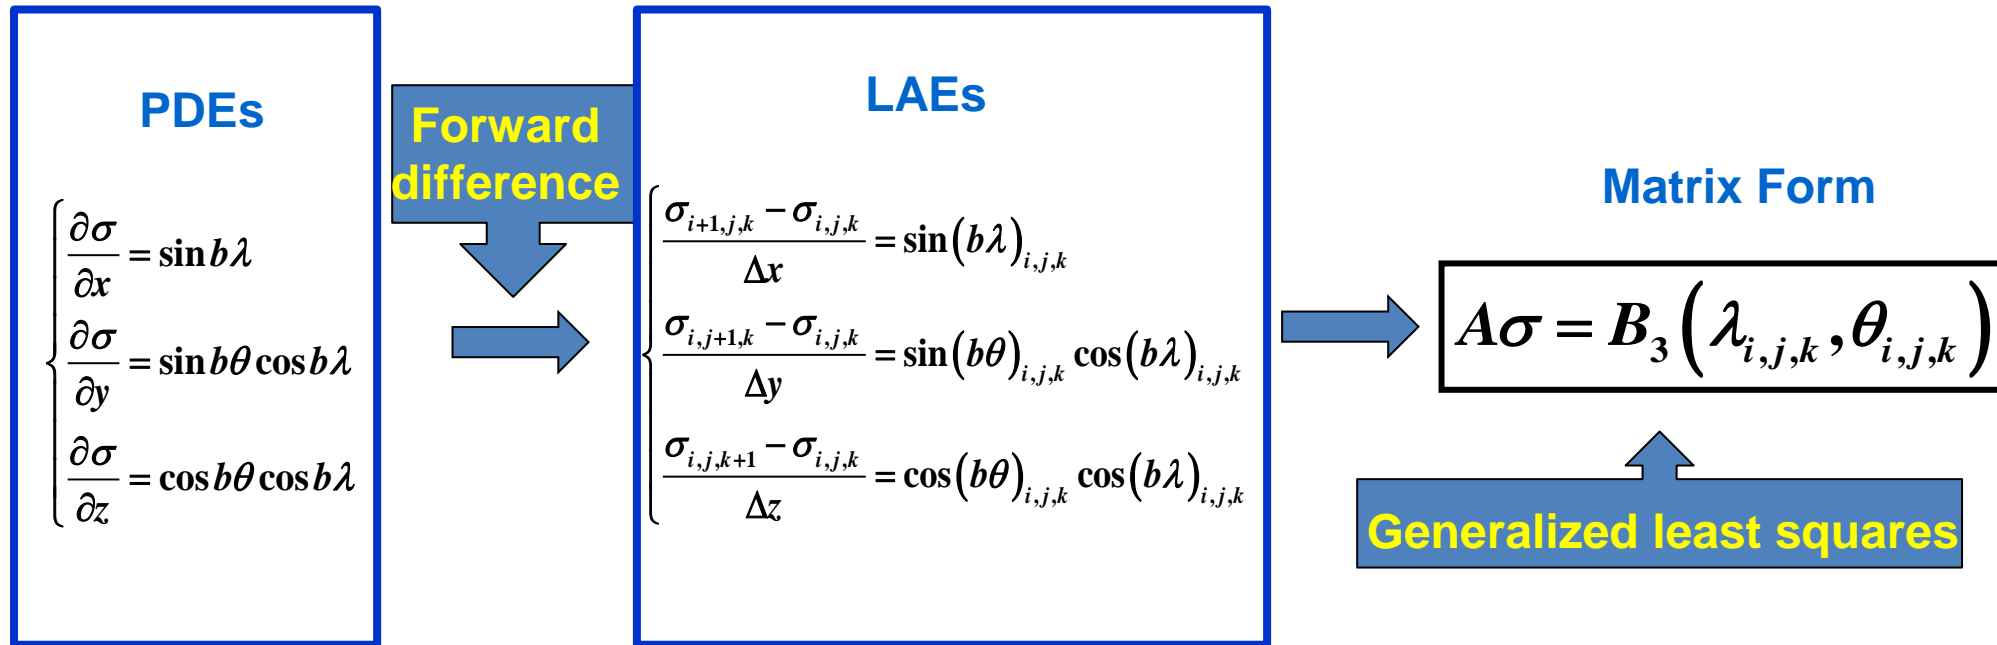 PDEs
∂σ/∂x = sin bλ
∂σ/∂y = sin bθ cos bλ
∂σ/∂z = cos bθ cos bλ
Forward
difference
LAEs
(σ_{i+1,j,k} − σ_{i,j,k})/Δx = sin(bλ)_{i,j,k}
(σ_{i,j+1,k} − σ_{i,j,k})/Δy = sin(bθ)_{i,j,k} cos(bλ)_{i,j,k}
(σ_{i,j,k+1} − σ_{i,j,k})/Δz = cos(bθ)_{i,j,k} cos(bλ)_{i,j,k}
Matrix Form
Aσ = B_3(λ_{i,j,k}, θ_{i,j,k})
Generalized least squares